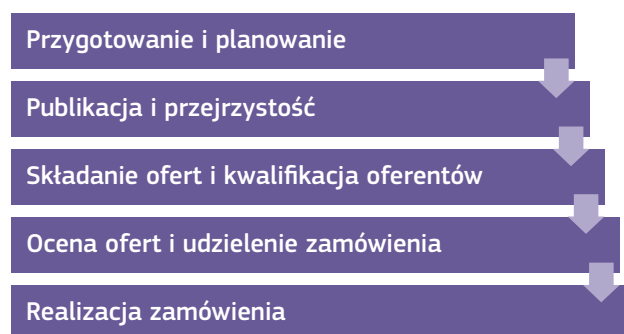 Przygotowanie i planowanie
Publikacja i przejrzystość
Składanie ofert i kwalifikacja oferentów
Ocena ofert i udzielenie zamówienia
Realizacja zamówienia